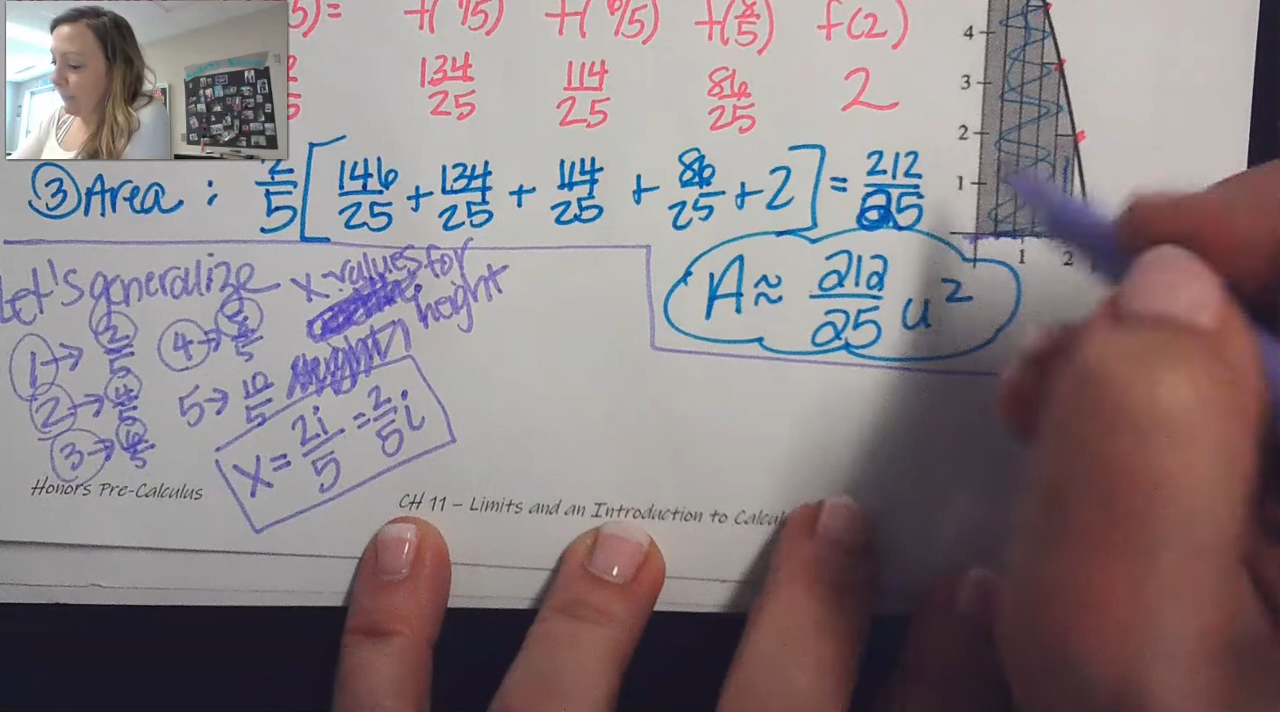 5) = f(4/5) f(6/5) f(8/5) f(2)
134/25 114/25 86/25 2
③ Area : 2/5 [146/25 + 134/25 + 114/25 + 86/25 + 2] = 212/25
A ≈ 212/25 u²
Let's generalize
x values for height
1 → 2/5
2 → 4/5
3 → 6/5
4 → 8/5
5 → 10/5
x = 2i/5 = 2/5 i
4
3
2
1
1 2
Honors Pre-Calculus
CH 11 – Limits and an Introduction to